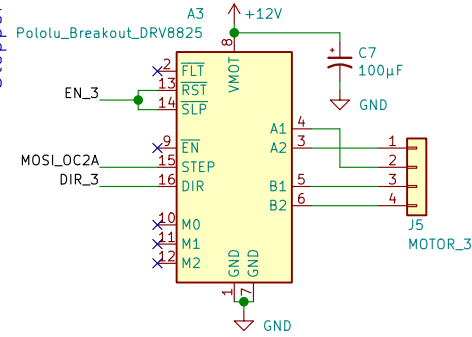 A3
+12V
Pololu_Breakout_DRV8825
8
C7
100µF
GND
2
FLT
VMOT
EN_3
13
RST
14
SLP
A1
4
A2
3
1
9
EN
MOSI_OC2A
15
STEP
2
DIR_3
16
DIR
B1
5
3
B2
6
4
10
M0
J5
11
M1
MOTOR_3
12
M2
GND
GND
1
7
GND